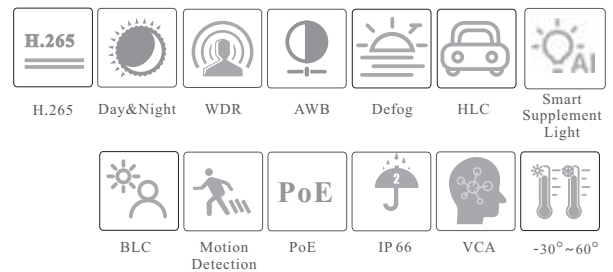 H.265
AI
H.265 Day&Night WDR AWB Defog HLC Smart
Supplement
Light
PoE
2
BLC Motion PoE IP 66 VCA -30°~60°
Detection